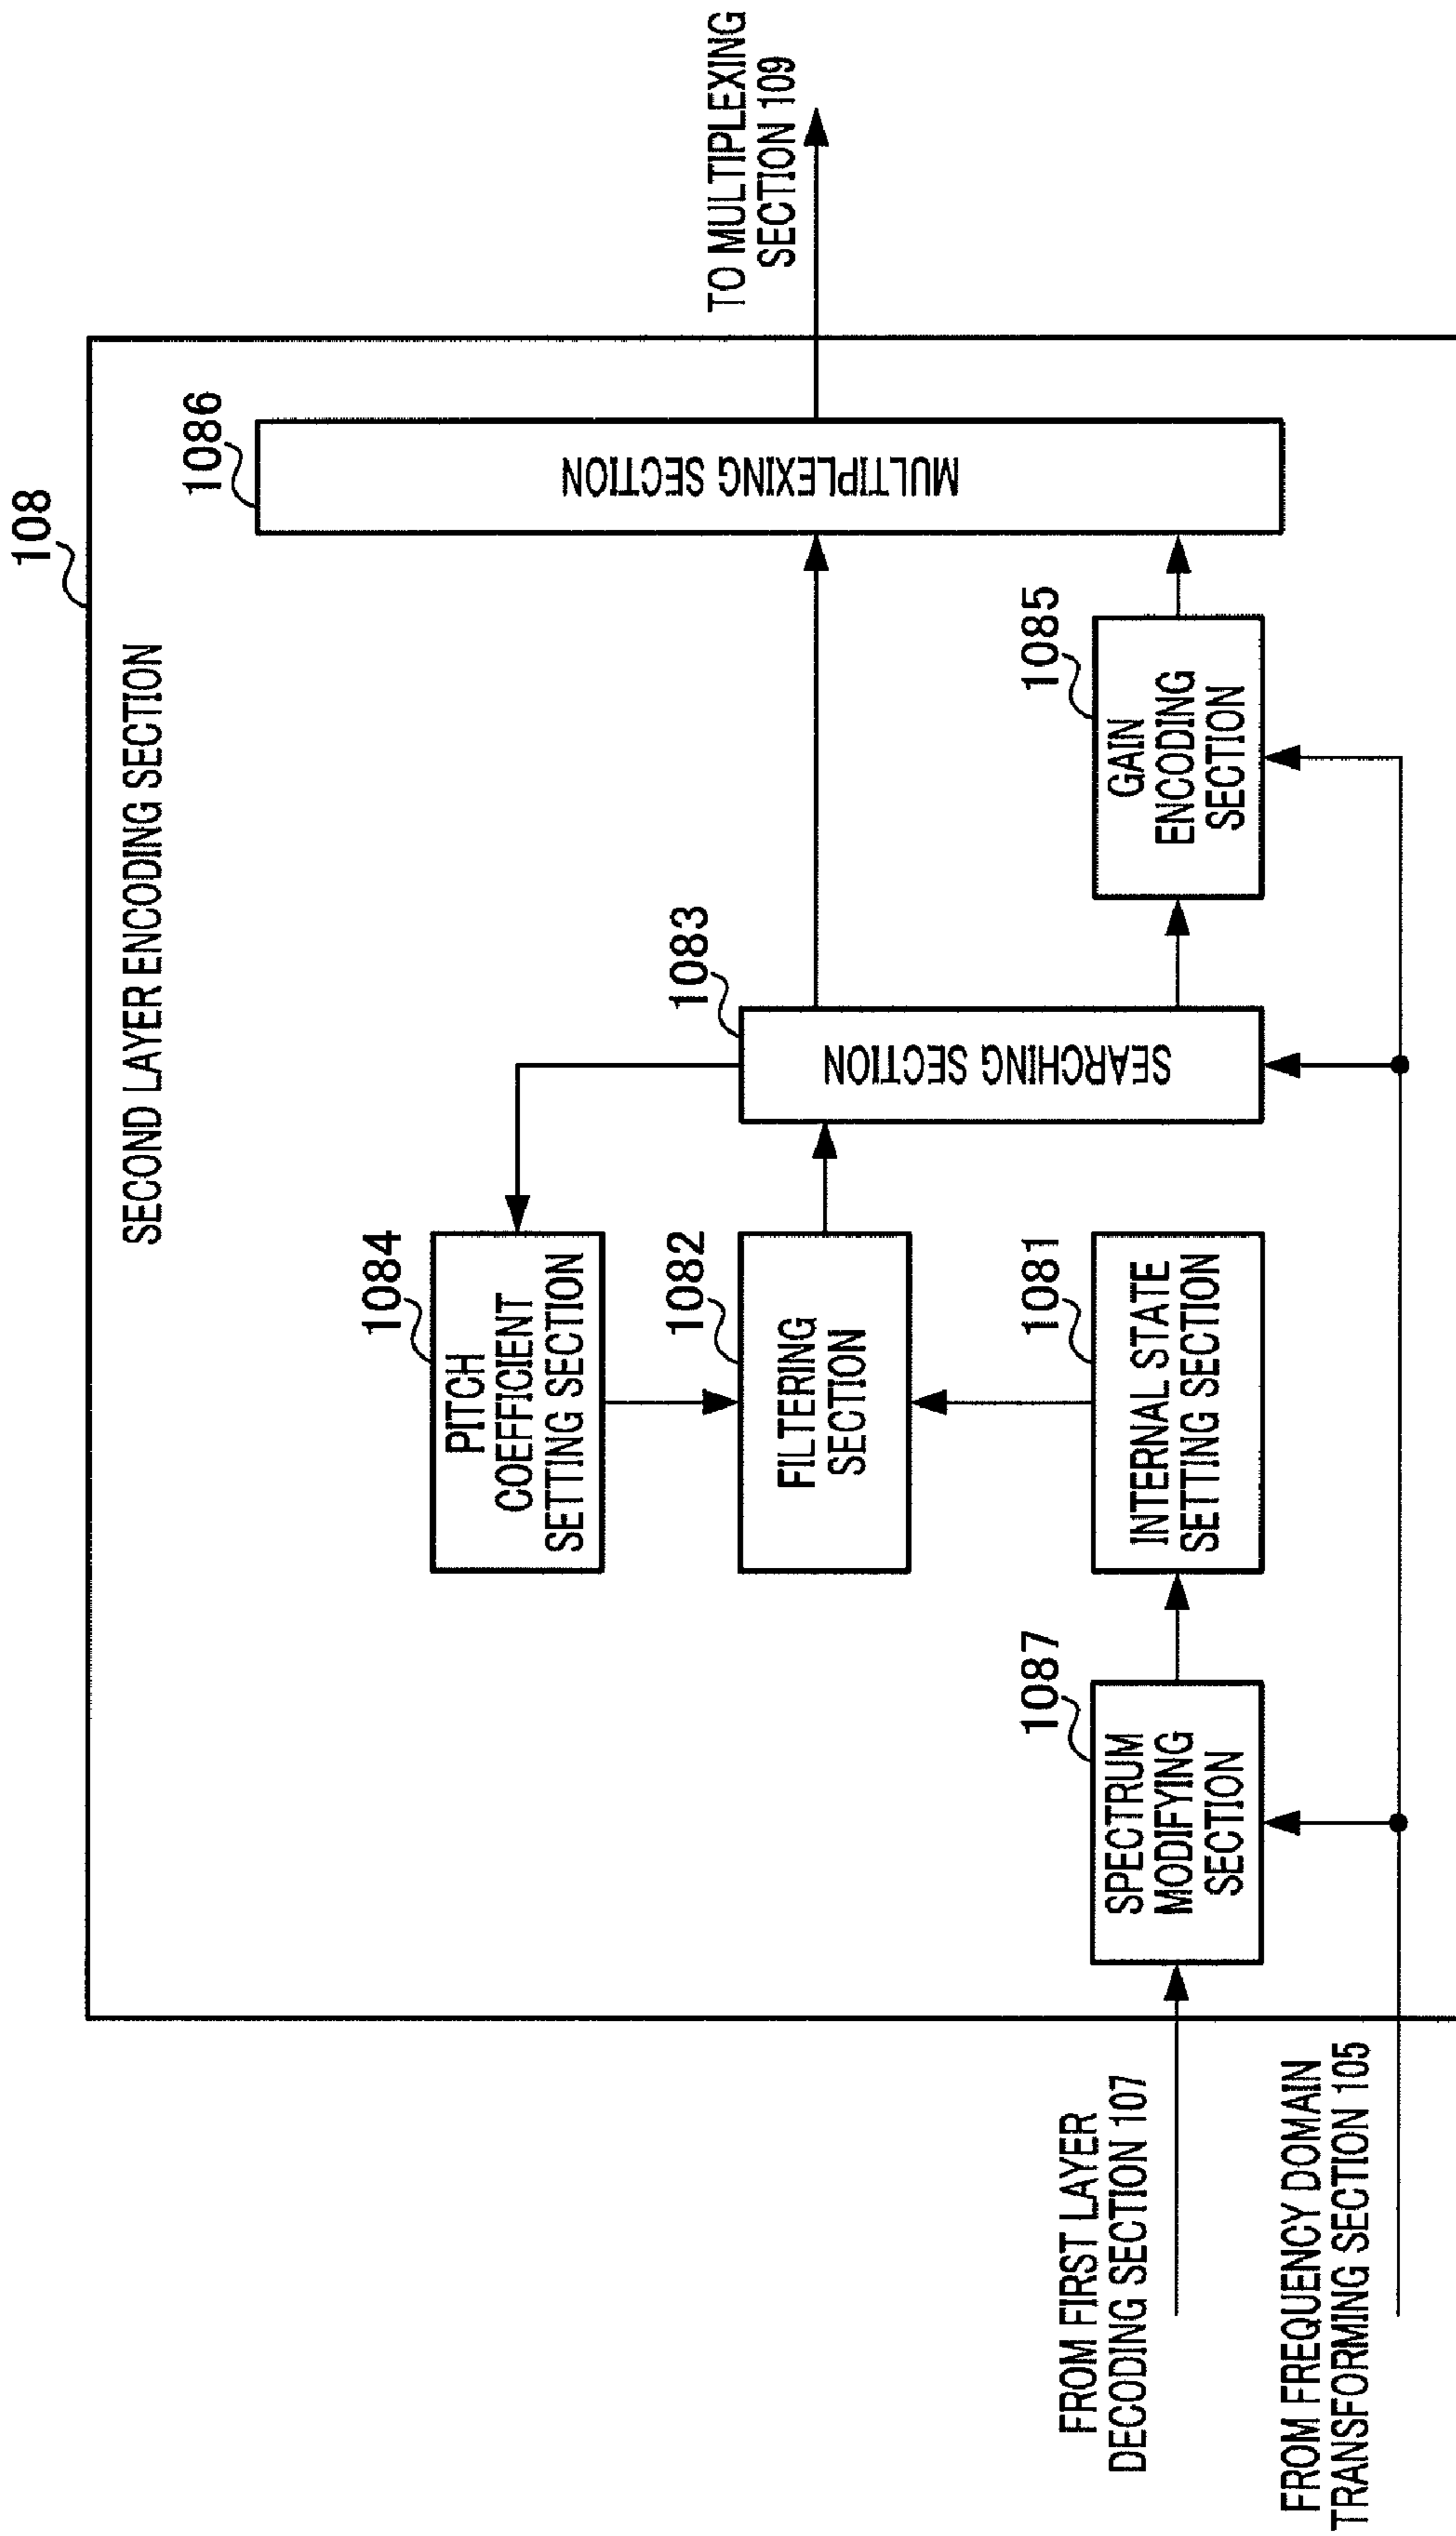 108
SECOND LAYER ENCODING SECTION
1086
MULTIPLEXING SECTION
TO MULTIPLEXING
SECTION 109
1084
PITCH
COEFFICIENT
SETTING SECTION
1083
SEARCHING SECTION
1082
FILTERING
SECTION
1085
GAIN
ENCODING
SECTION
1087
SPECTRUM
MODIFYING
SECTION
1081
INTERNAL STATE
SETTING SECTION
FROM FIRST LAYER
DECODING SECTION 107
FROM FREQUENCY DOMAIN
TRANSFORMING SECTION 105